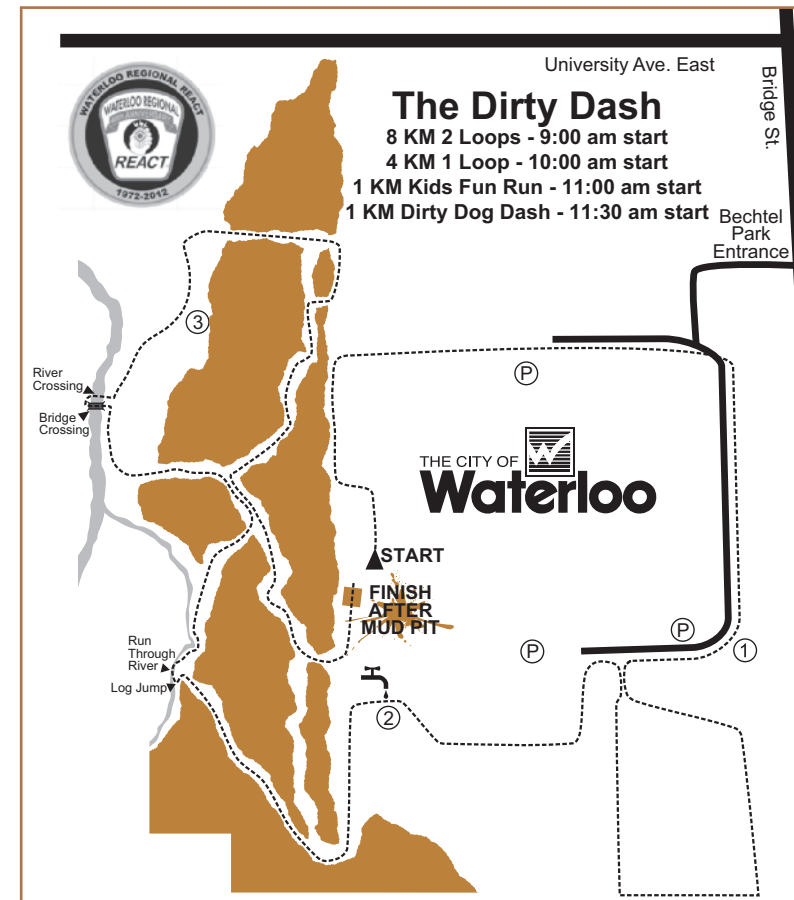 University Ave. East
Bridge St.
WATERLOO REGIONAL REACT
WATERLOO REGIONAL
REACT
1972-2012
The Dirty Dash
8 KM 2 Loops - 9:00 am start
4 KM 1 Loop - 10:00 am start
1 KM Kids Fun Run - 11:00 am start
1 KM Dirty Dog Dash - 11:30 am start
Bechtel
Park
Entrance
3
River
Crossing
Bridge
Crossing
P
THE CITY OF
Waterloo
START
FINISH
AFTER
MUD PIT
Run
Through
River
Log Jump
P
P
1
2